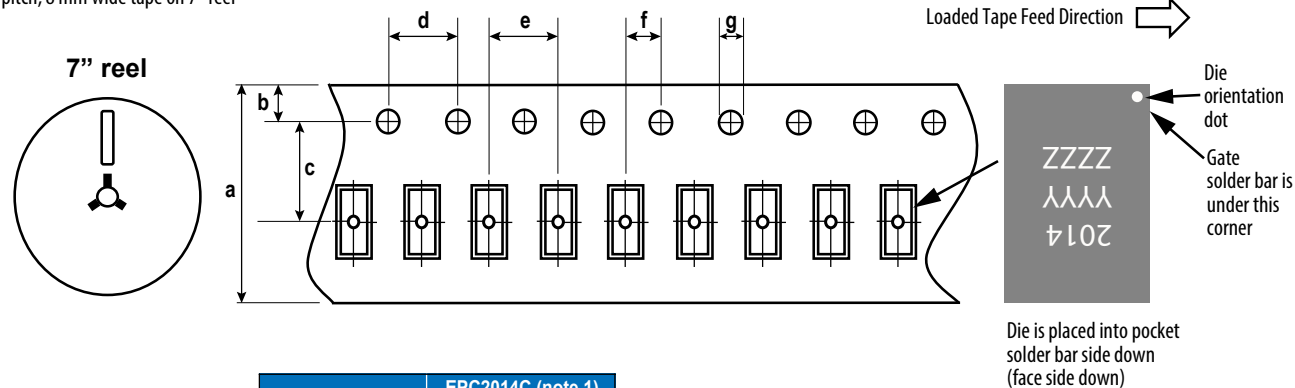 pitch, 8 mm wide tape on 7" reel
d
e
f
g
Loaded Tape Feed Direction
7” reel
b
c
a
Die
orientation
dot
Gate
solder bar is
under this
corner
2014
YYYY
ZZZZ
Die is placed into pocket
solder bar side down
(face side down)
EPC2014C (note 1)